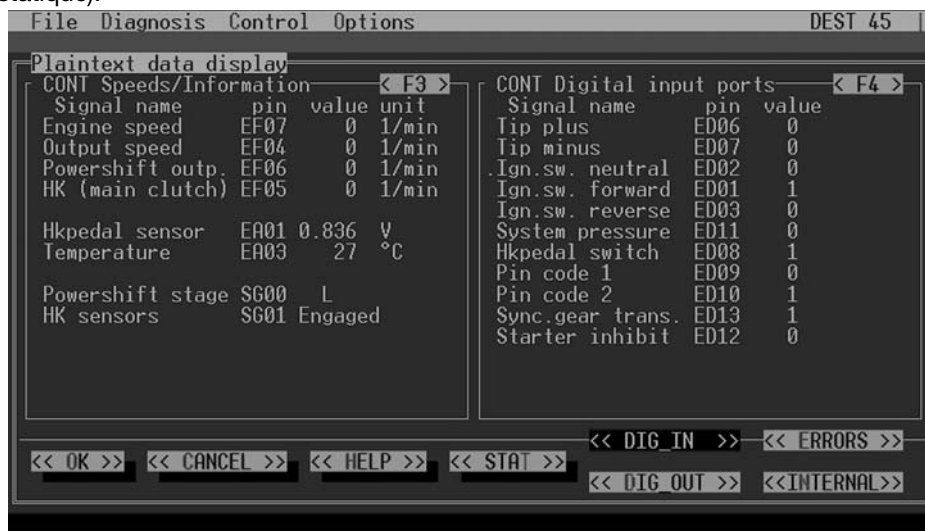 statique).
File Diagnosis Control Options DEST 45
Plaintext data display
CONT Speeds/Information < F3 >
Signal name pin value unit
Engine speed EF07 0 1/min
Output speed EF04 0 1/min
Powershift outp. EF06 0 1/min
HK (main clutch) EF05 0 1/min
Hkpedal sensor EA01 0.836 V
Temperature EA03 27 °C
Powershift stage SG00 L
HK sensors SG01 Engaged
CONT Digital input ports < F4 >
Signal name pin value
Tip plus ED06 0
Tip minus ED07 0
.Ign.sw. neutral ED02 0
Ign.sw. forward ED01 1
Ign.sw. reverse ED03 0
System pressure ED11 0
Hkpedal switch ED08 1
Pin code 1 ED09 0
Pin code 2 ED10 1
Sync.gear trans. ED13 1
Starter inhibit ED12 0
<< OK >> << CANCEL >> << HELP >> << STAT >>
<< DIG_IN >> << ERRORS >>
<< DIG_OUT >> <<INTERNAL>>